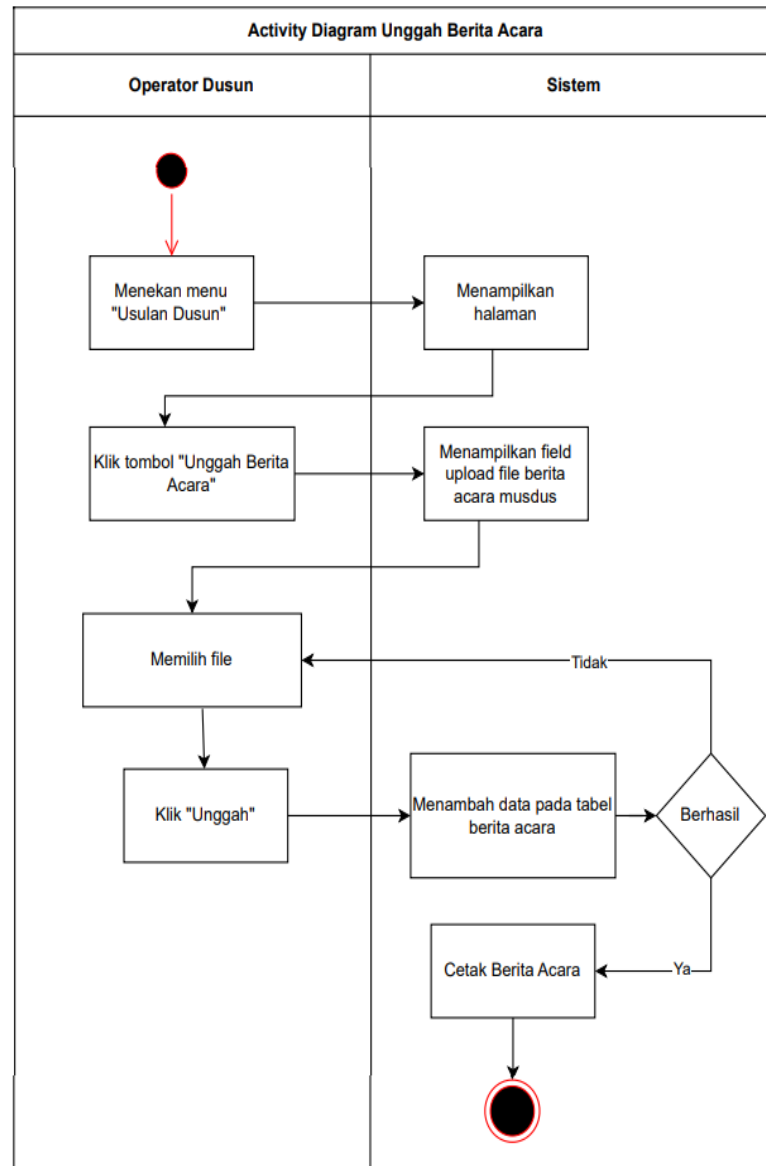 Activity Diagram Unggah Berita Acara
Operator Dusun
Sistem
Menekan menu
"Usulan Dusun"
Menampilkan
halaman
Klik tombol "Unggah Berita
Acara"
Menampilkan field
upload file berita
acara musdus
Memilih file
Tidak
Klik "Unggah"
Menambah data pada tabel
berita acara
Berhasil
Cetak Berita Acara
Ya